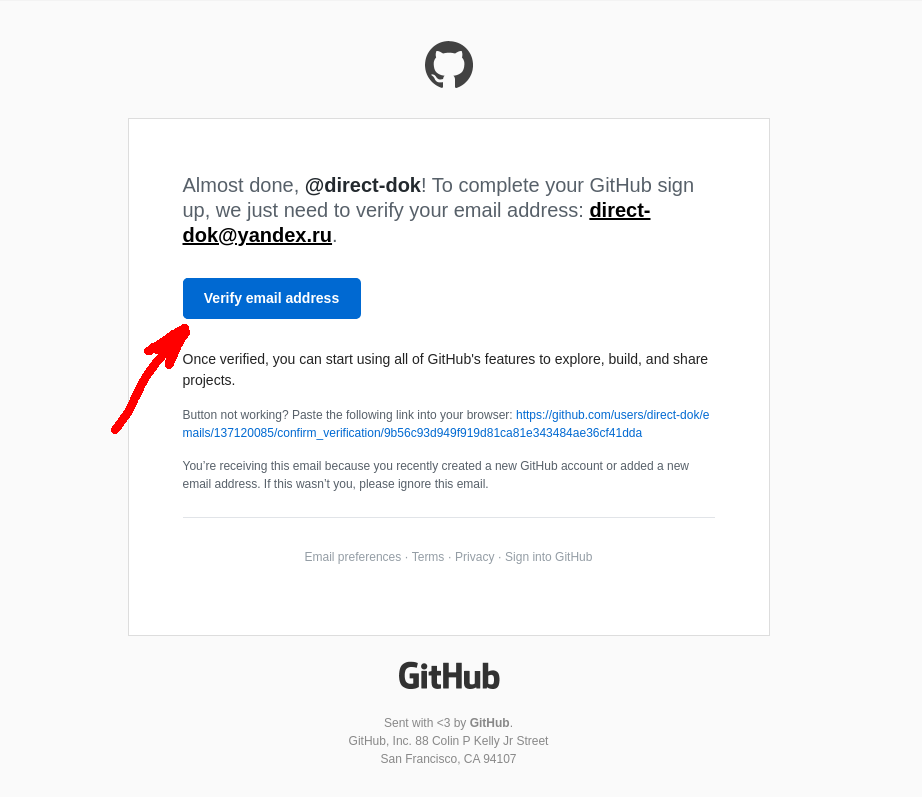 Almost done, @direct-dok! To complete your GitHub sign
up, we just need to verify your email address: direct-
dok@yandex.ru.
Verify email address
Once verified, you can start using all of GitHub's features to explore, build, and share
projects.
Button not working? Paste the following link into your browser: https://github.com/users/direct-dok/e
mails/137120085/confirm_verification/9b56c93d949f919d81ca81e343484ae36cf41dda
You’re receiving this email because you recently created a new GitHub account or added a new
email address. If this wasn’t you, please ignore this email.
Email preferences · Terms · Privacy · Sign into GitHub
GitHub
Sent with <3 by GitHub.
GitHub, Inc. 88 Colin P Kelly Jr Street
San Francisco, CA 94107